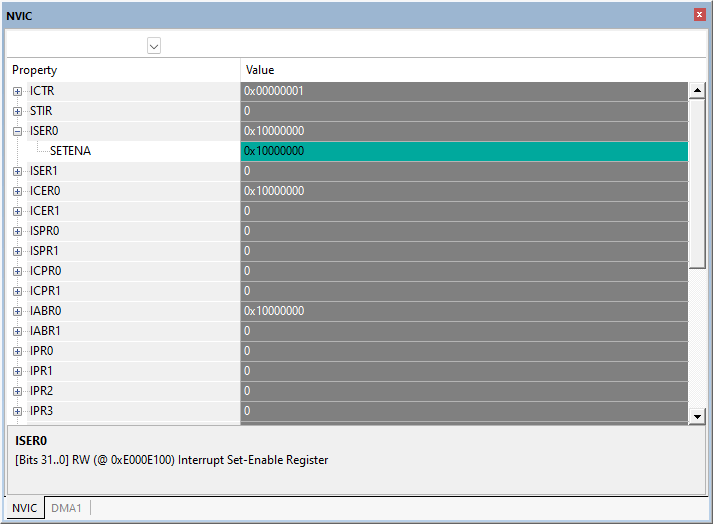 NVIC
Property Value
ICTR 0x00000001
STIR 0
ISER0 0x10000000
SETENA 0x10000000
ISER1 0
ICER0 0x10000000
ICER1 0
ISPR0 0
ISPR1 0
ICPR0 0
ICPR1 0
IABR0 0x10000000
IABR1 0
IPR0 0
IPR1 0
IPR2 0
IPR3 0
ISER0
[Bits 31..0] RW (@ 0xE000E100) Interrupt Set-Enable Register
NVIC DMA1